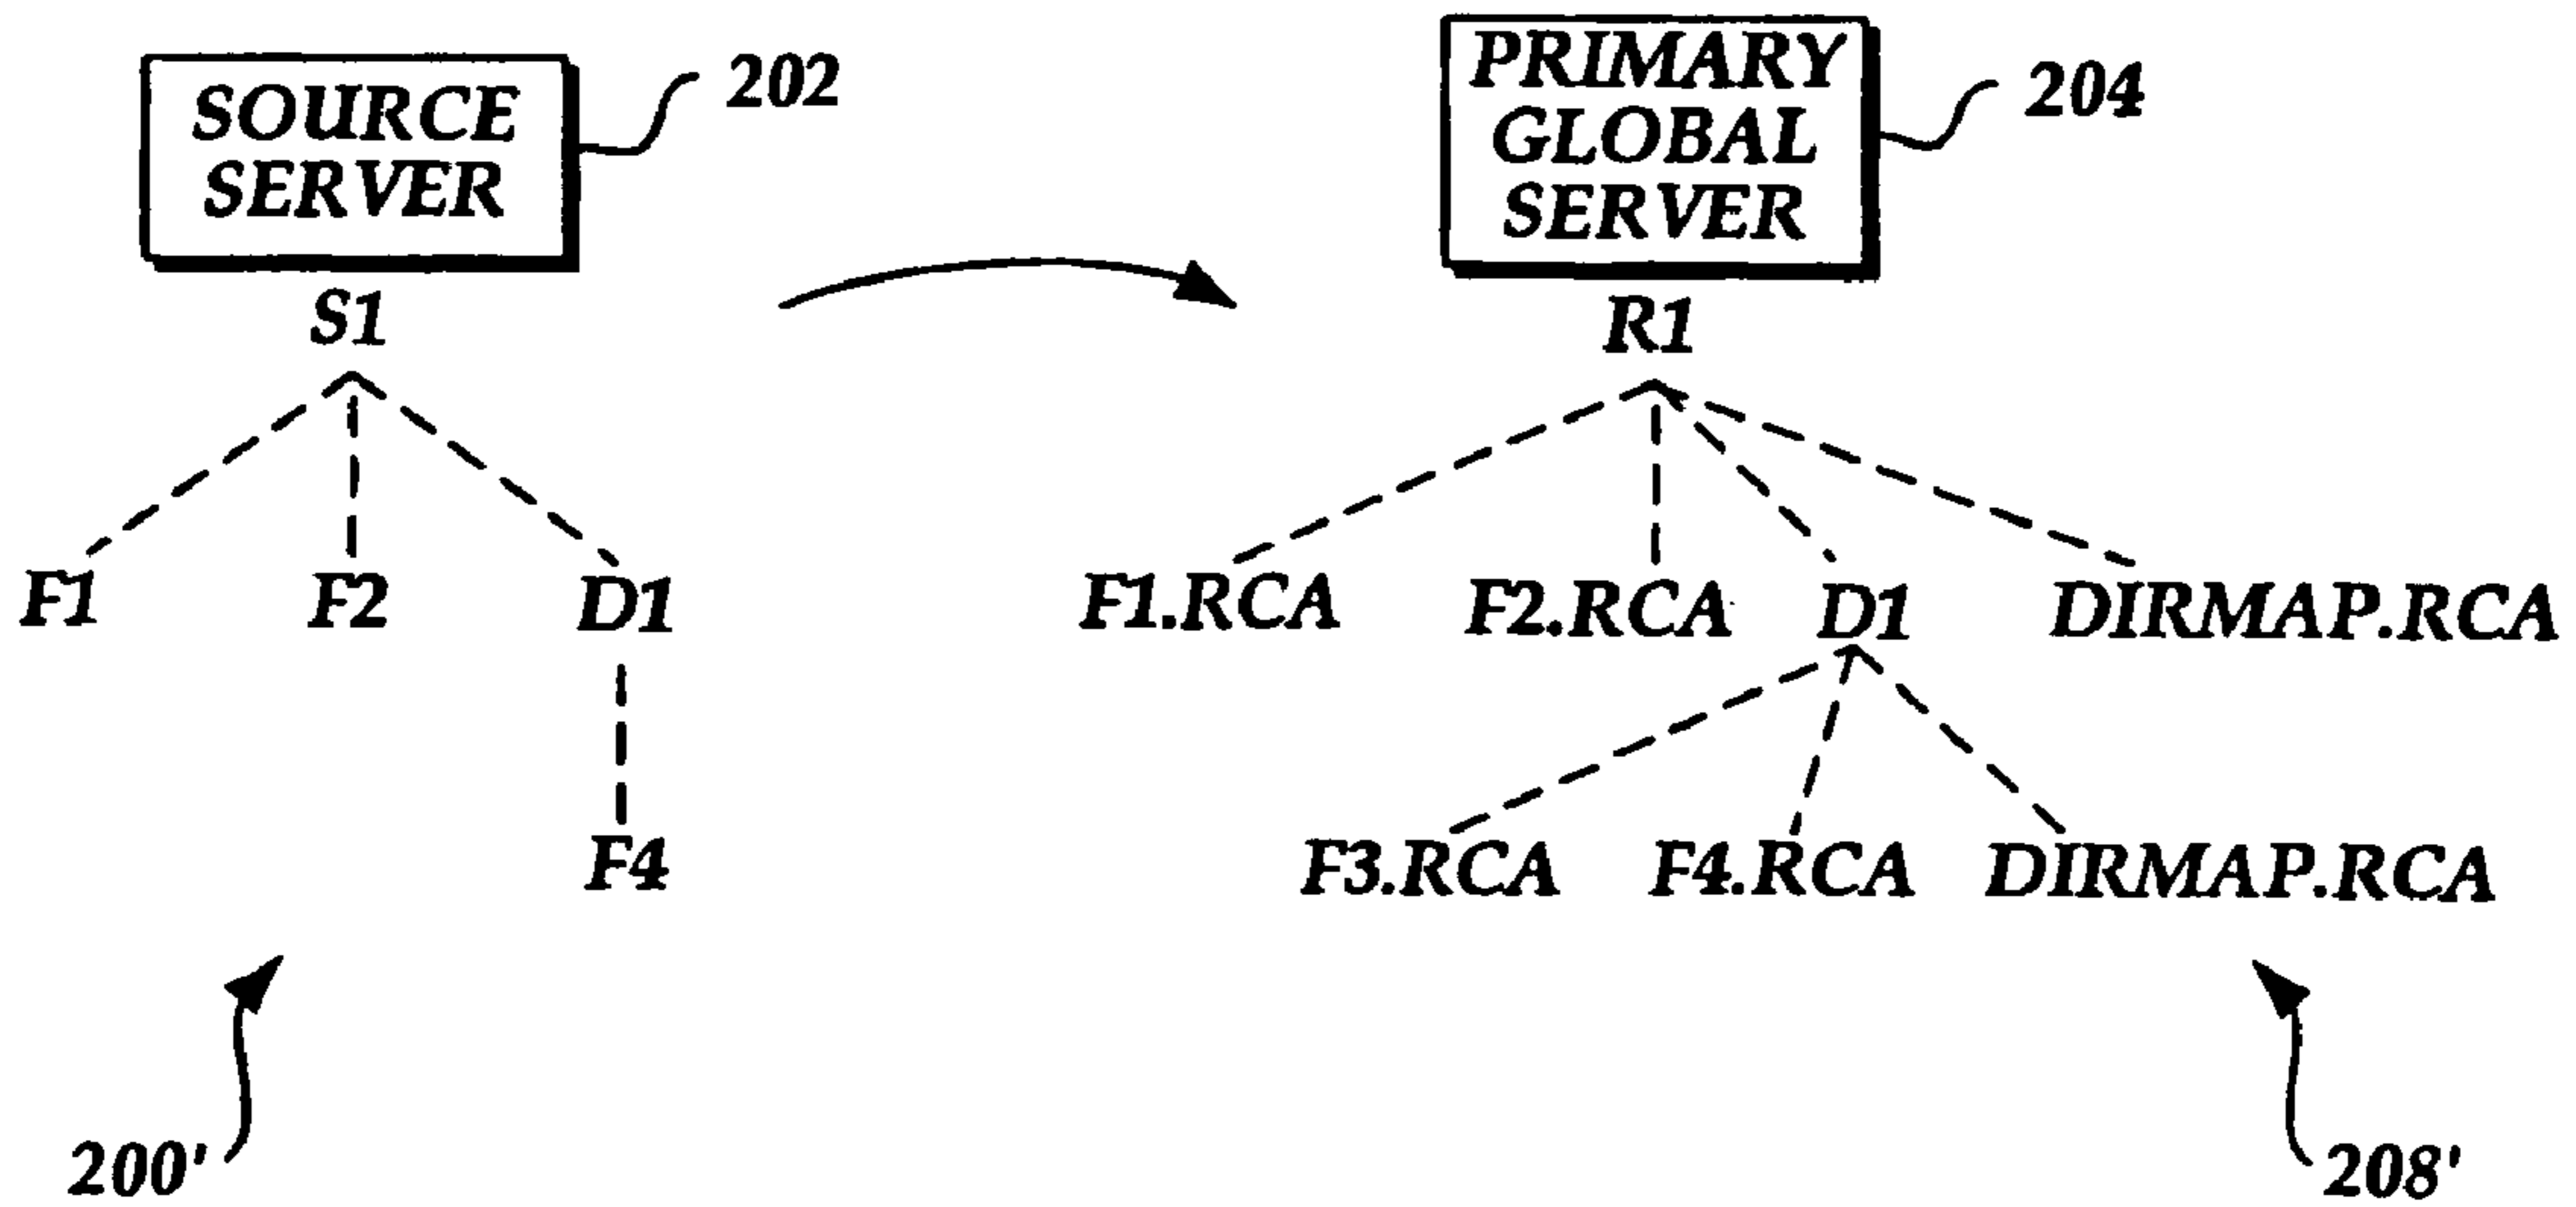 SOURCE
SERVER
202
PRIMARY
GLOBAL
SERVER
204
S1
R1
F1
F2
D1
F1.RCA
F2.RCA
D1
DIRMAP.RCA
F4
F3.RCA
F4.RCA
DIRMAP.RCA
200'
208'